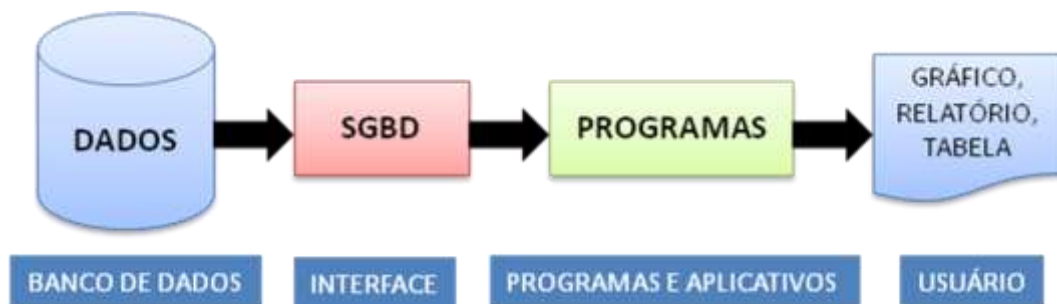 DADOS
SGBD
PROGRAMAS
GRÁFICO,
RELATÓRIO,
TABELA
BANCO DE DADOS
INTERFACE
PROGRAMAS E APLICATIVOS
USUÁRIO